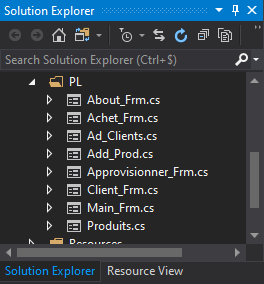 Solution Explorer
Search Solution Explorer (Ctrl+$)
PL
About_Frm.cs
Achet_Frm.cs
Ad_Clients.cs
Add_Prod.cs
Approvisionner_Frm.cs
Client_Frm.cs
Main_Frm.cs
Produits.cs
Resources
Solution Explorer Resource View